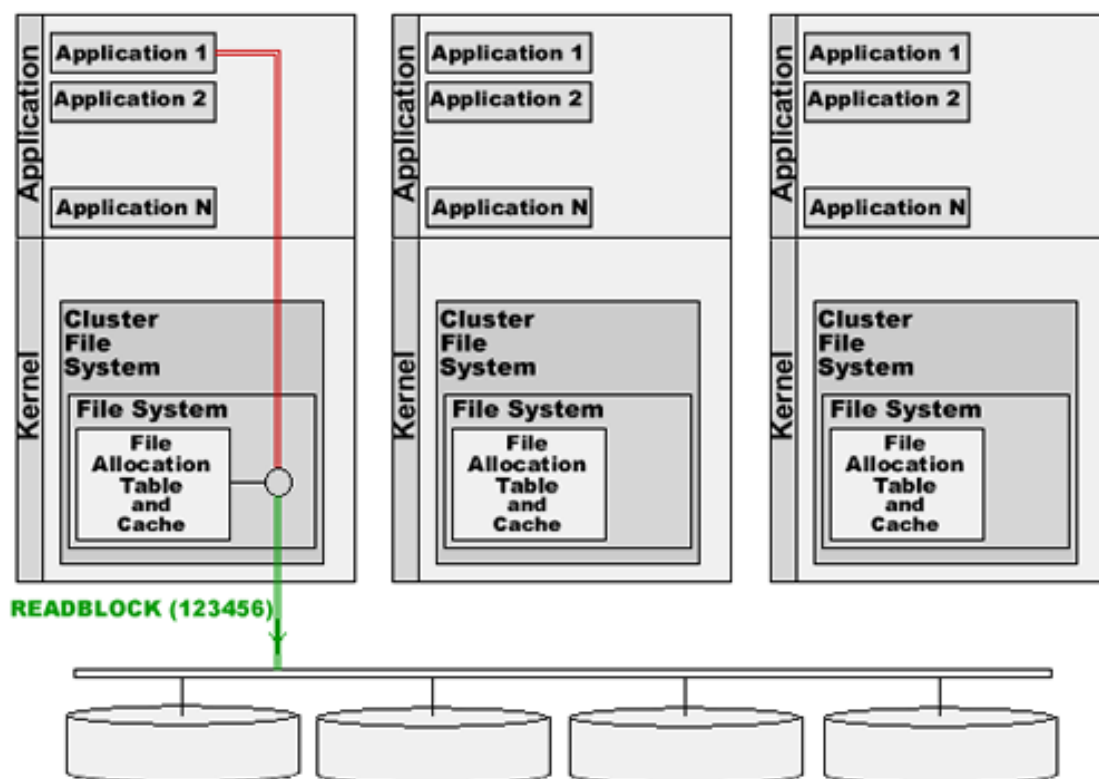 Application
Application 1
Application 2
Application N
Kernel
Cluster
File
System
File System
File
Allocation
Table
and
Cache
Application
Application 1
Application 2
Application N
Kernel
Cluster
File
System
File System
File
Allocation
Table
and
Cache
Application
Application 1
Application 2
Application N
Kernel
Cluster
File
System
File System
File
Allocation
Table
and
Cache
READBLOCK (123456)